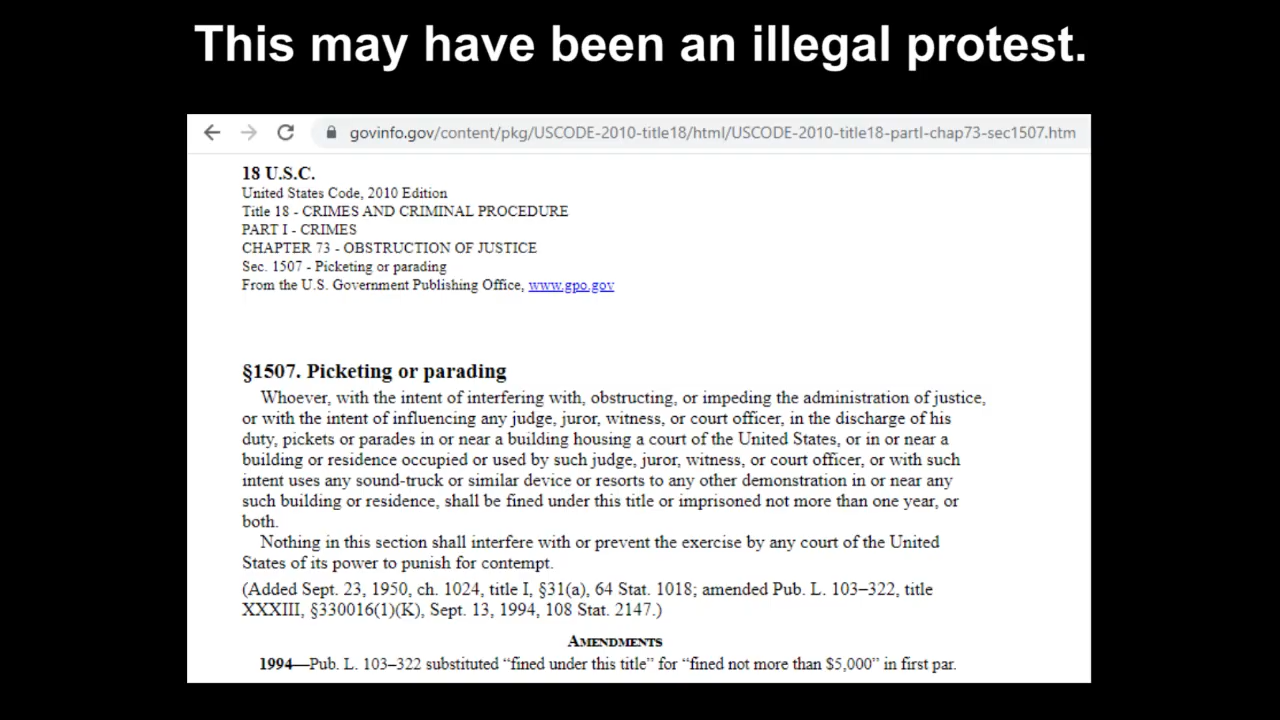 This may have been an illegal protest.
govinfo.gov/content/pkg/USCODE-2010-title18/html/USCODE-2010-title18-partI-chap73-sec1507.htm
18 U.S.C.
United States Code, 2010 Edition
Title 18 - CRIMES AND CRIMINAL PROCEDURE
PART I - CRIMES
CHAPTER 73 - OBSTRUCTION OF JUSTICE
Sec. 1507 - Picketing or parading
From the U.S. Government Publishing Office, www.gpo.gov
§1507. Picketing or parading
Whoever, with the intent of interfering with, obstructing, or impeding the administration of justice,
or with the intent of influencing any judge, juror, witness, or court officer, in the discharge of his
duty, pickets or parades in or near a building housing a court of the United States, or in or near a
building or residence occupied or used by such judge, juror, witness, or court officer, or with such
intent uses any sound-truck or similar device or resorts to any other demonstration in or near any
such building or residence, shall be fined under this title or imprisoned not more than one year, or
both.
Nothing in this section shall interfere with or prevent the exercise by any court of the United
States of its power to punish for contempt.
(Added Sept. 23, 1950, ch. 1024, title I, §31(a), 64 Stat. 1018; amended Pub. L. 103–322, title
XXXIII, §330016(1)(K), Sept. 13, 1994, 108 Stat. 2147.)
AMENDMENTS
1994—Pub. L. 103–322 substituted “fined under this title” for “fined not more than $5,000” in first par.